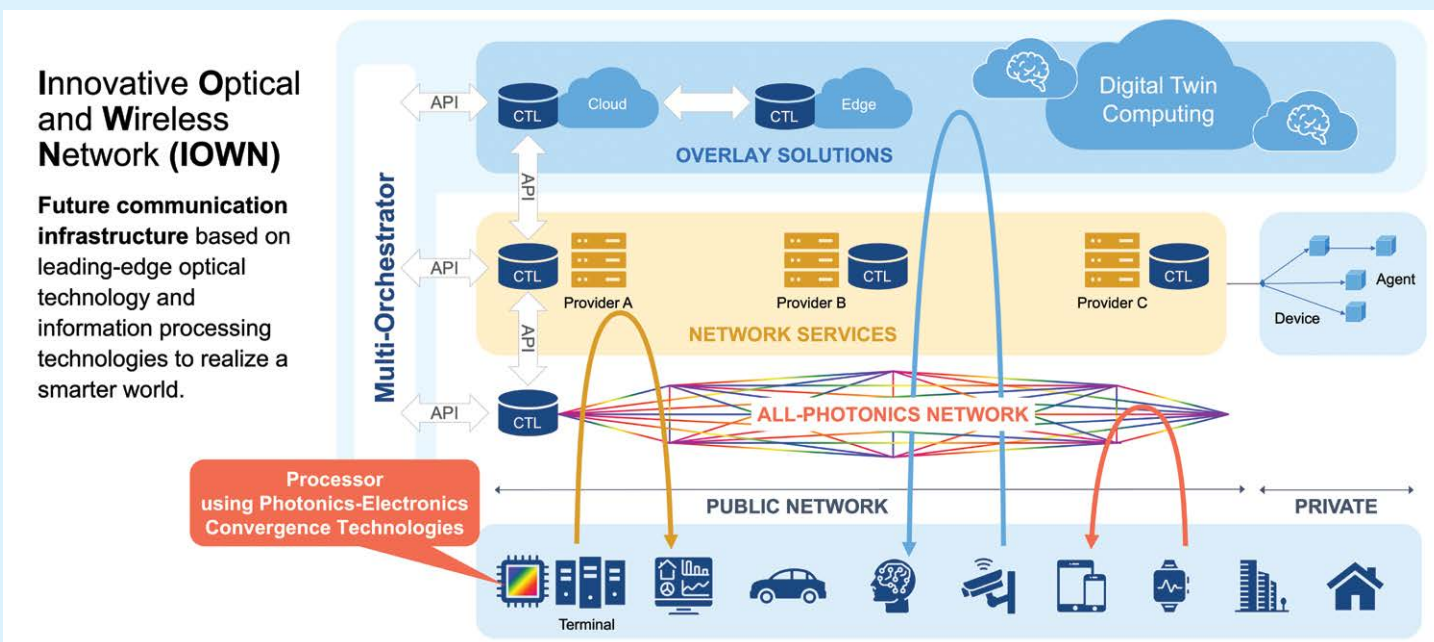 Innovative Optical
and Wireless
Network (IOWN)
Future communication
infrastructure based on
leading-edge optical
technology and
information processing
technologies to realize a
smarter world.
Multi-Orchestrator
API
CTL
Cloud
CTL
Edge
Digital Twin
Computing
OVERLAY SOLUTIONS
API
API
CTL
Provider A
Provider B
CTL
Provider C
CTL
NETWORK SERVICES
Agent
Device
API
API
CTL
ALL-PHOTONICS NETWORK
Processor
using Photonics-Electronics
Convergence Technologies
PUBLIC NETWORK
PRIVATE
Terminal